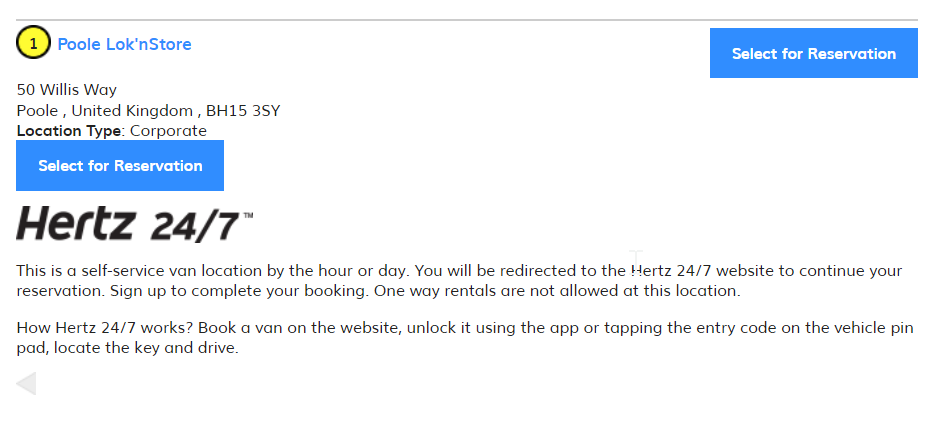 1 Poole Lok'nStore
Select for Reservation
50 Willis Way
Poole , United Kingdom , BH15 3SY
Location Type: Corporate
Select for Reservation
Hertz 24/7™
This is a self-service van location by the hour or day. You will be redirected to the Hertz 24/7 website to continue your
reservation. Sign up to complete your booking. One way rentals are not allowed at this location.
How Hertz 24/7 works? Book a van on the website, unlock it using the app or tapping the entry code on the vehicle pin
pad, locate the key and drive.